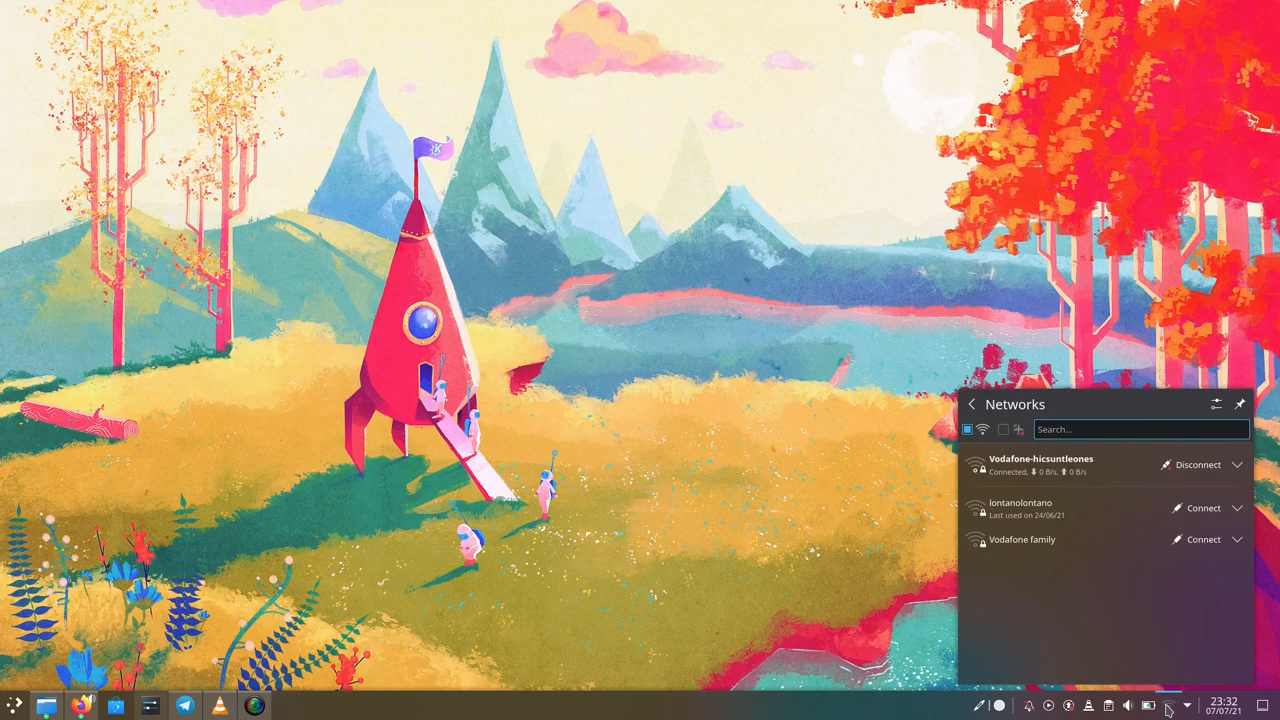 Networks
Search...
Vodafone-hicsuntleones
Connected, ⬇ 0 B/s, ⬆ 0 B/s
Disconnect
lontanolontano
Last used on 24/06/21
Connect
Vodafone family
Connect
23:32
07/07/21
K